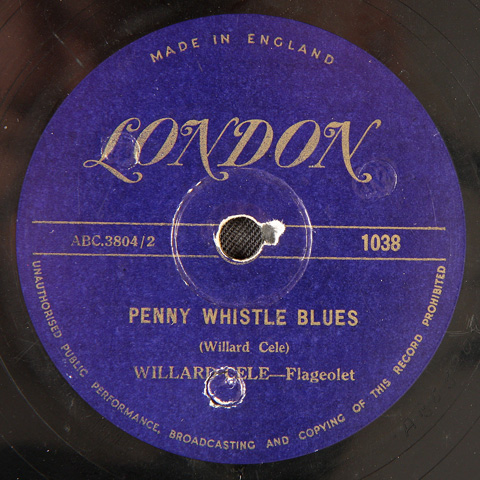 MADE IN ENGLAND
LONDON
ABC.3804/2 1038
PENNY WHISTLE BLUES
(Willard Cele)
WILLARD CELE—Flageolet
UNAUTHORISED PUBLIC PERFORMANCE, BROADCASTING AND COPYING OF THIS RECORD PROHIBITED